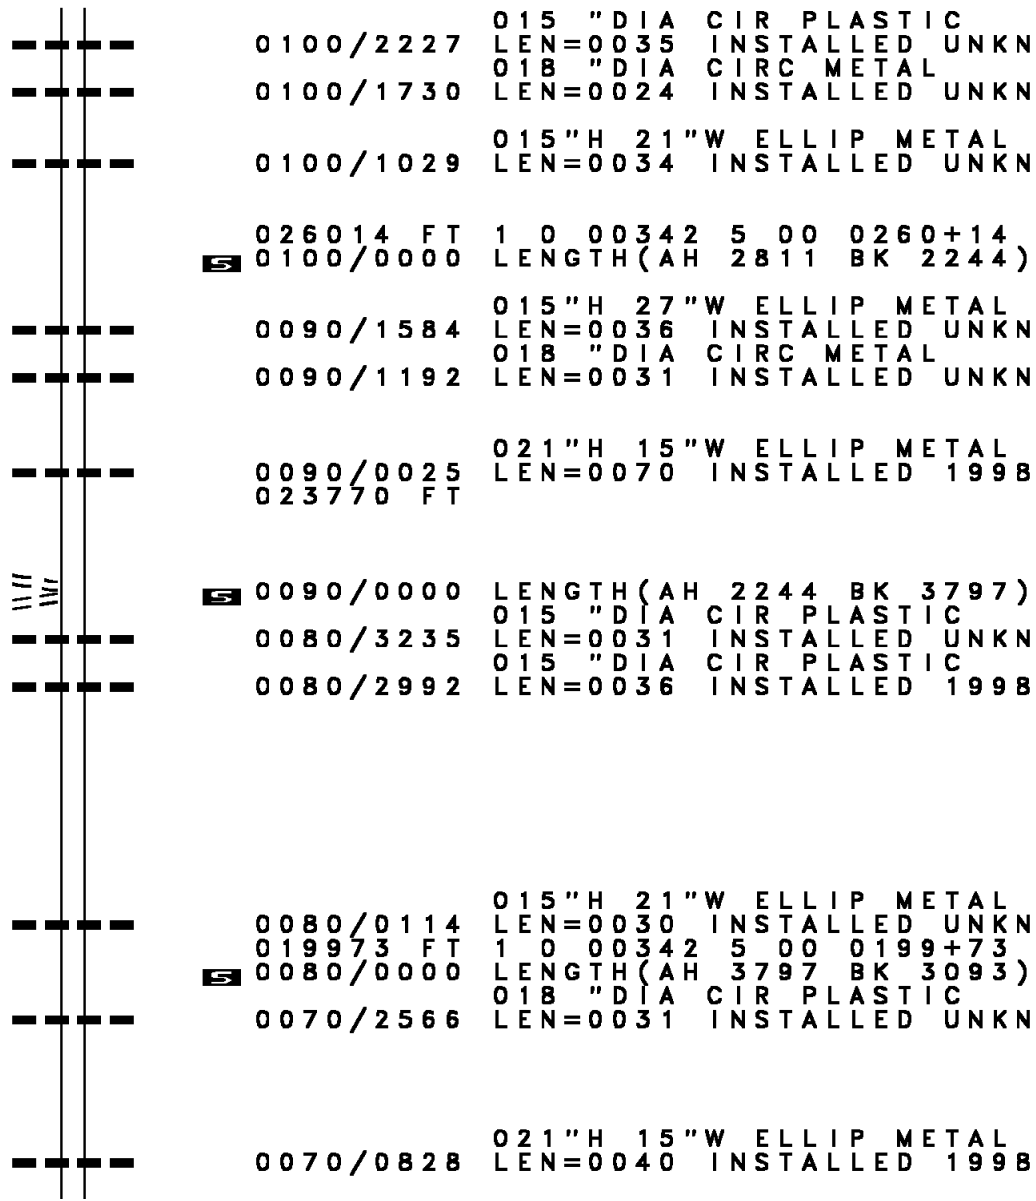 015 "DIA CIR PLASTIC
0100/2227 LEN=0035 INSTALLED UNKN
018 "DIA CIRC METAL
0100/1730 LEN=0024 INSTALLED UNKN
015"H 21"W ELLIP METAL
0100/1029 LEN=0034 INSTALLED UNKN
026014 FT 1 0 00342 5 00 0260+14
S 0100/0000 LENGTH(AH 2811 BK 2244)
015"H 27"W ELLIP METAL
0090/1584 LEN=0036 INSTALLED UNKN
018 "DIA CIRC METAL
0090/1192 LEN=0031 INSTALLED UNKN
021"H 15"W ELLIP METAL
0090/0025 LEN=0070 INSTALLED 1998
023770 FT
S 0090/0000 LENGTH(AH 2244 BK 3797)
015 "DIA CIR PLASTIC
0080/3235 LEN=0031 INSTALLED UNKN
015 "DIA CIR PLASTIC
0080/2992 LEN=0036 INSTALLED 1998
015"H 21"W ELLIP METAL
0080/0114 LEN=0030 INSTALLED UNKN
019973 FT 1 0 00342 5 00 0199+73
S 0080/0000 LENGTH(AH 3797 BK 3093)
018 "DIA CIR PLASTIC
0070/2566 LEN=0031 INSTALLED UNKN
021"H 15"W ELLIP METAL
0070/0828 LEN=0040 INSTALLED 1998